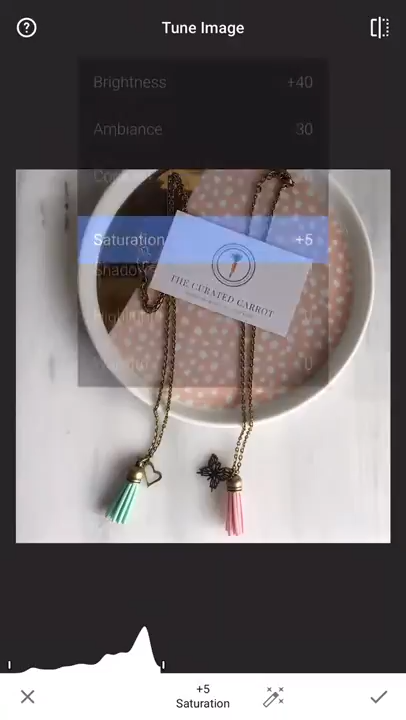 Tune Image
Brightness +40
Ambiance 30
Saturation +5
THE CURATED CARROT
+5
Saturation